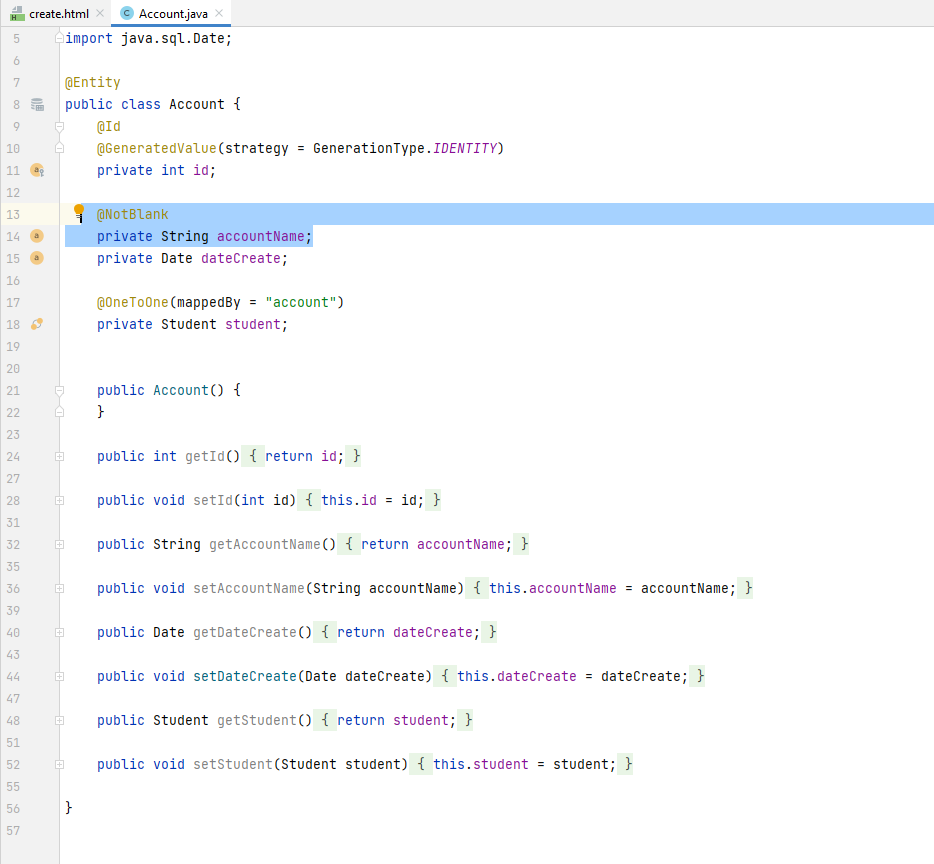 create.html Account.java
5 import java.sql.Date;
6
7 @Entity
8 public class Account {
9 @Id
10 @GeneratedValue(strategy = GenerationType.IDENTITY)
11 private int id;
12
13 @NotBlank
14 private String accountName;
15 private Date dateCreate;
16
17 @OneToOne(mappedBy = "account")
18 private Student student;
19
20
21 public Account() {
22 }
23
24 public int getId() { return id; }
27
28 public void setId(int id) { this.id = id; }
31
32 public String getAccountName() { return accountName; }
35
36 public void setAccountName(String accountName) { this.accountName = accountName; }
39
40 public Date getDateCreate() { return dateCreate; }
43
44 public void setDateCreate(Date dateCreate) { this.dateCreate = dateCreate; }
47
48 public Student getStudent() { return student; }
51
52 public void setStudent(Student student) { this.student = student; }
55
56 }
57